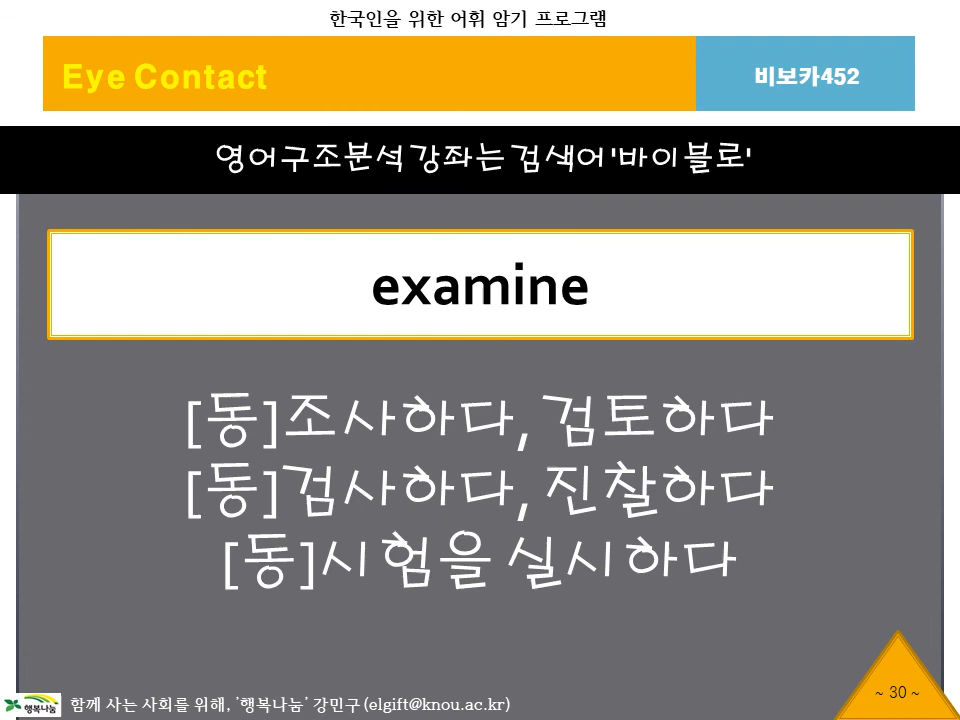 한국인을 위한 어휘 암기 프로그램
Eye Contact
비보카452
영어구조분석 강좌는 검색어 '바이블로'
examine
[동]조사하다, 검토하다
[동]검사하다, 진찰하다
[동]시험을 실시하다
~ 30 ~
행복나눔
함께 사는 사회를 위해, '행복나눔' 강민구 (elgift@knou.ac.kr)